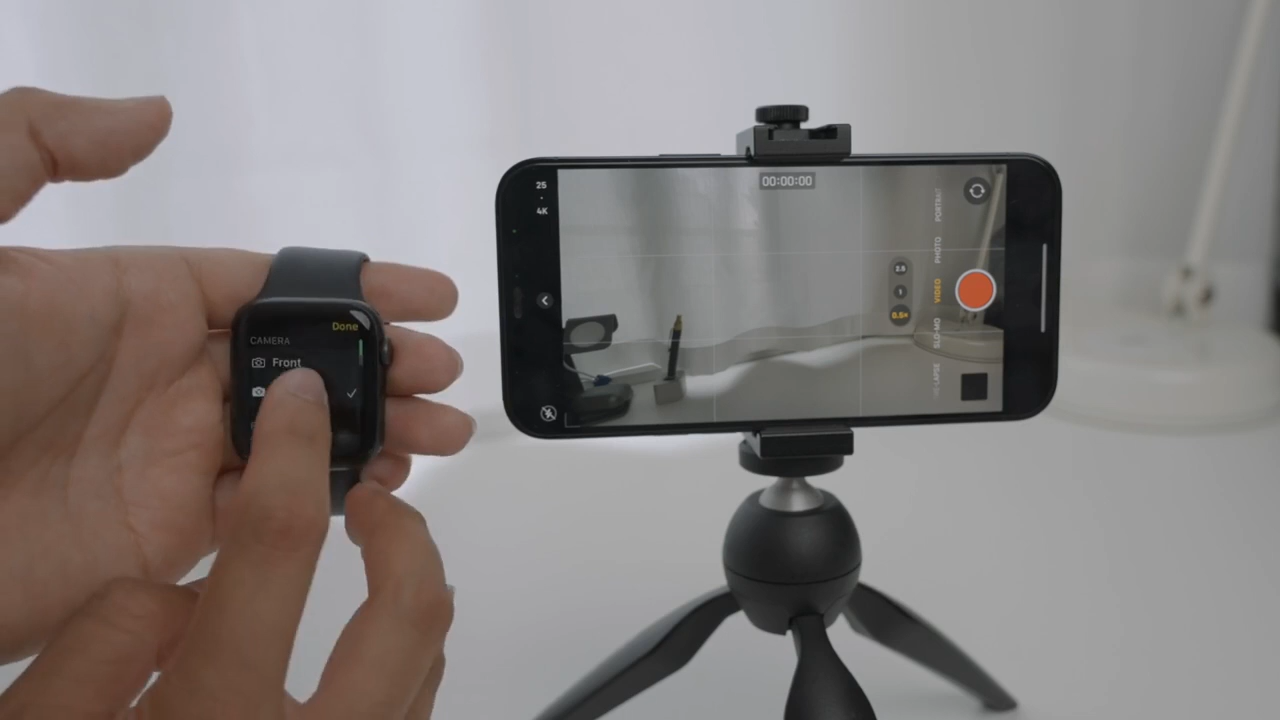 Done
CAMERA
Front
25
4K
00:00:00
PORTRAIT
PHOTO
VIDEO
SLO-MO
2.5
1
0.5×